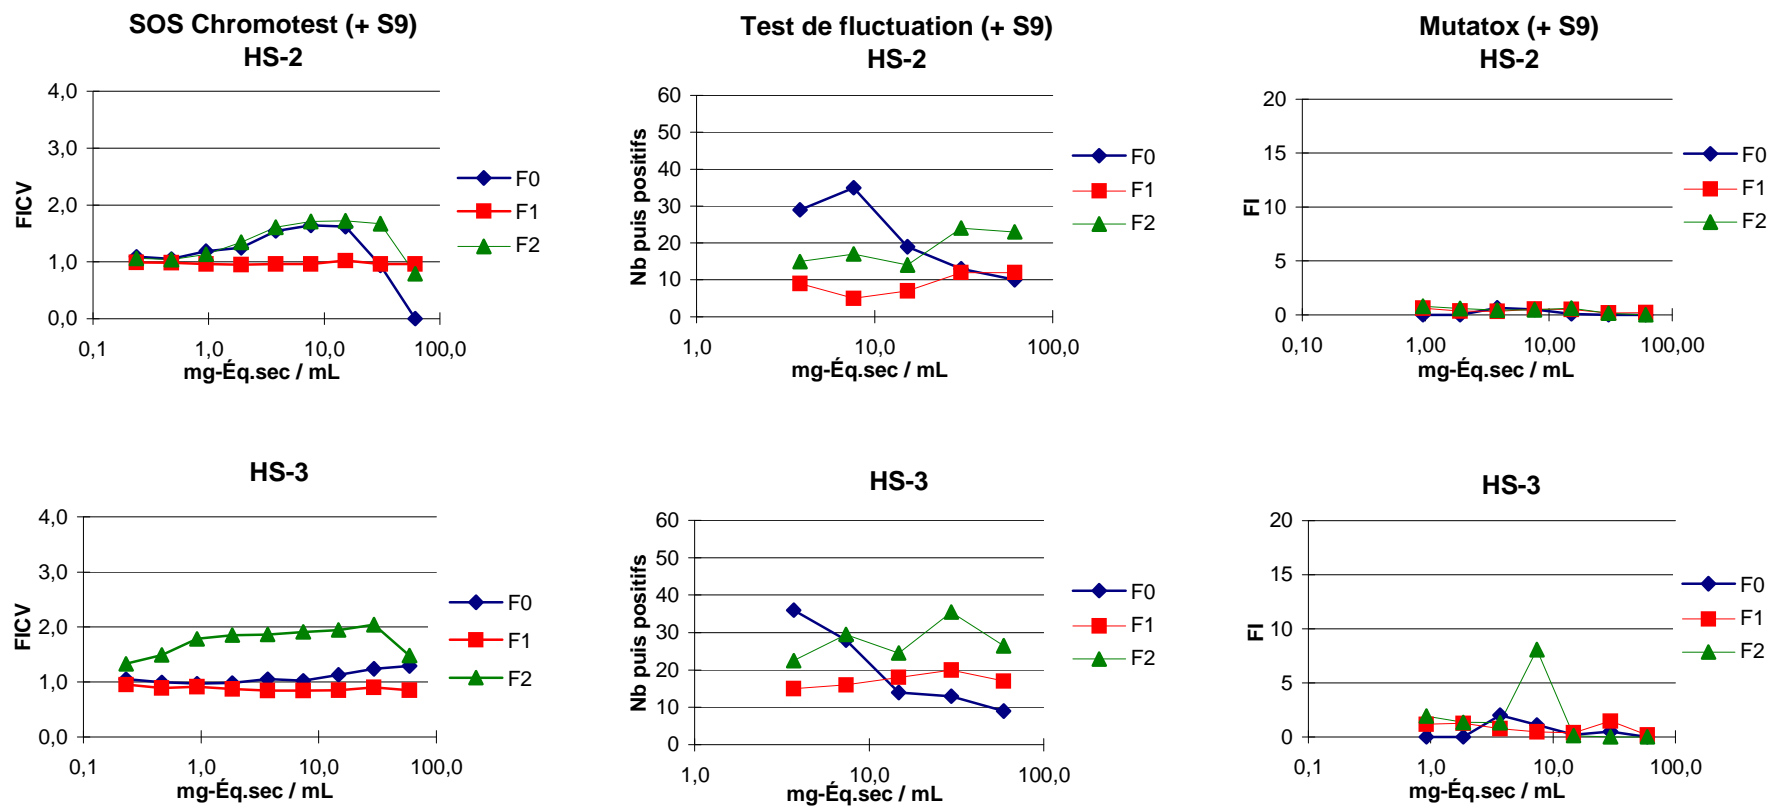 SOS Chromotest (+ S9)
HS-2
4,0
3,0
2,0
1,0
0,0
FICV
0,1
1,0
10,0
100,0
mg-Éq.sec / mL
F0
F1
F2
Test de fluctuation (+ S9)
HS-2
60
50
40
30
20
10
0
Nb puis positifs
1,0
10,0
100,0
mg-Éq.sec / mL
F0
F1
F2
Mutatox (+ S9)
HS-2
20
15
10
5
0
FI
0,10
1,00
10,00
100,00
mg-Éq.sec / mL
F0
F1
F2
HS-3
4,0
3,0
2,0
1,0
0,0
FICV
0,1
1,0
10,0
100,0
mg-Éq.sec / mL
F0
F1
F2
HS-3
60
50
40
30
20
10
0
Nb puis positifs
1,0
10,0
100,0
mg-Éq.sec / mL
F0
F1
F2
HS-3
20
15
10
5
0
FI
0,1
1,0
10,0
100,0
mg-Éq.sec / mL
F0
F1
F2